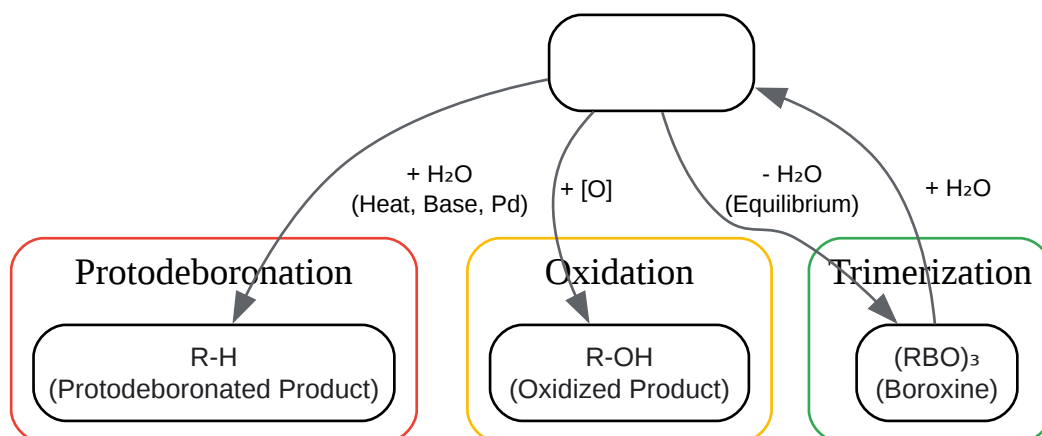 + H₂O
(Heat, Base, Pd)
+ [O]
- H₂O
(Equilibrium)
+ H₂O
Protodeboronation
Oxidation
Trimerization
R-H
(Protodeboronated Product)
R-OH
(Oxidized Product)
(RBO)₃
(Boroxine)